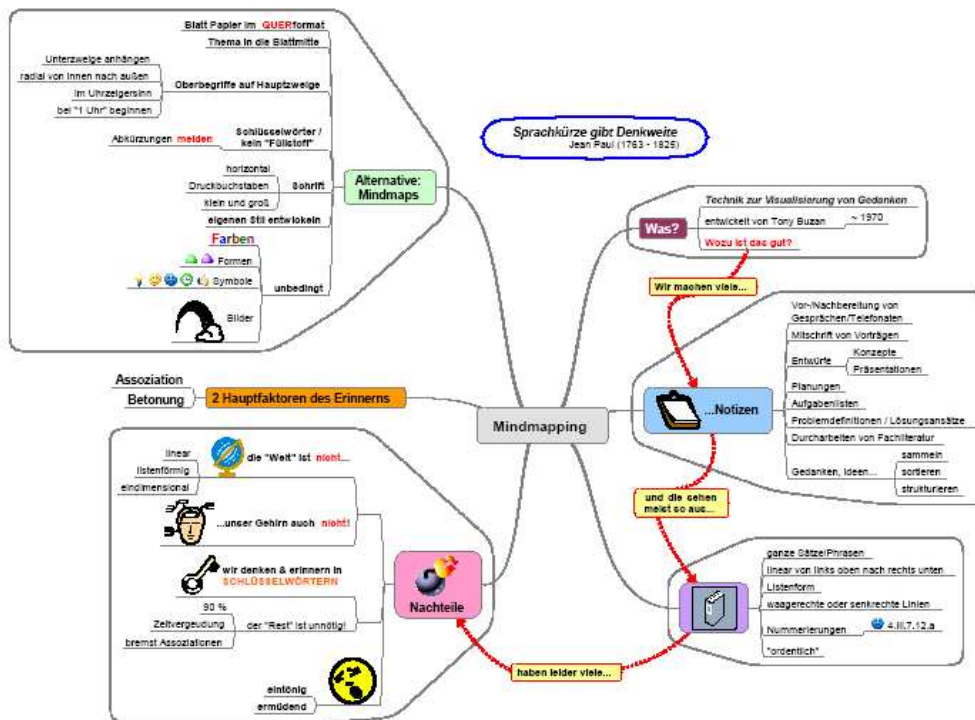 Sprachkürze gibt Denkweite
Jean Paul (1763 - 1825)
Mindmapping
Was?
Technik zur Visualisierung von Gedanken
entwickelt von Tony Buzan
~ 1970
Wozu ist das gut?
Wir machen viele...
...Notizen
Vor-/Nachbereitung von
Gesprächen/Telefonaten
Mitschrift von Vorträgen
Entwürfe
Konzepte
Präsentationen
Planungen
Aufgabenlisten
Problemdefinitionen / Lösungsansätze
Durcharbeiten von Fachliteratur
Gedanken, Ideen...
sammeln
sortieren
strukturieren
und die sehen
meist so aus...
ganze Sätze/Phrasen
linear von links oben nach rechts unten
Listenform
waagerechte oder senkrechte Linien
Nummerierungen
4.III.7.12.a
"ordentlich"
haben leider viele...
Nachteile
die "Welt" ist nicht...
linear
listenförmig
eindimensional
...unser Gehirn auch nicht!
wir denken & erinnern in
SCHLÜSSELWÖRTERN
der "Rest" ist unnötig!
90 %
Zeitvergeudung
bremst Assoziationen
eintönig
ermüdend
2 Hauptfaktoren des Erinnerns
Assoziation
Betonung
Alternative:
Mindmaps
Blatt Papier im QUERformat
Thema in die Blattmitte
Oberbegriffe auf Hauptzweige
Unterzweige anhängen
radial von innen nach außen
im Uhrzeigersinn
bei "1 Uhr" beginnen
Schlüsselwörter /
kein "Füllstoff"
Abkürzungen meiden
Schrift
horizontal
Druckbuchstaben
klein und groß
eigenen Stil entwickeln
unbedingt
Farben
Formen
Symbole
Bilder